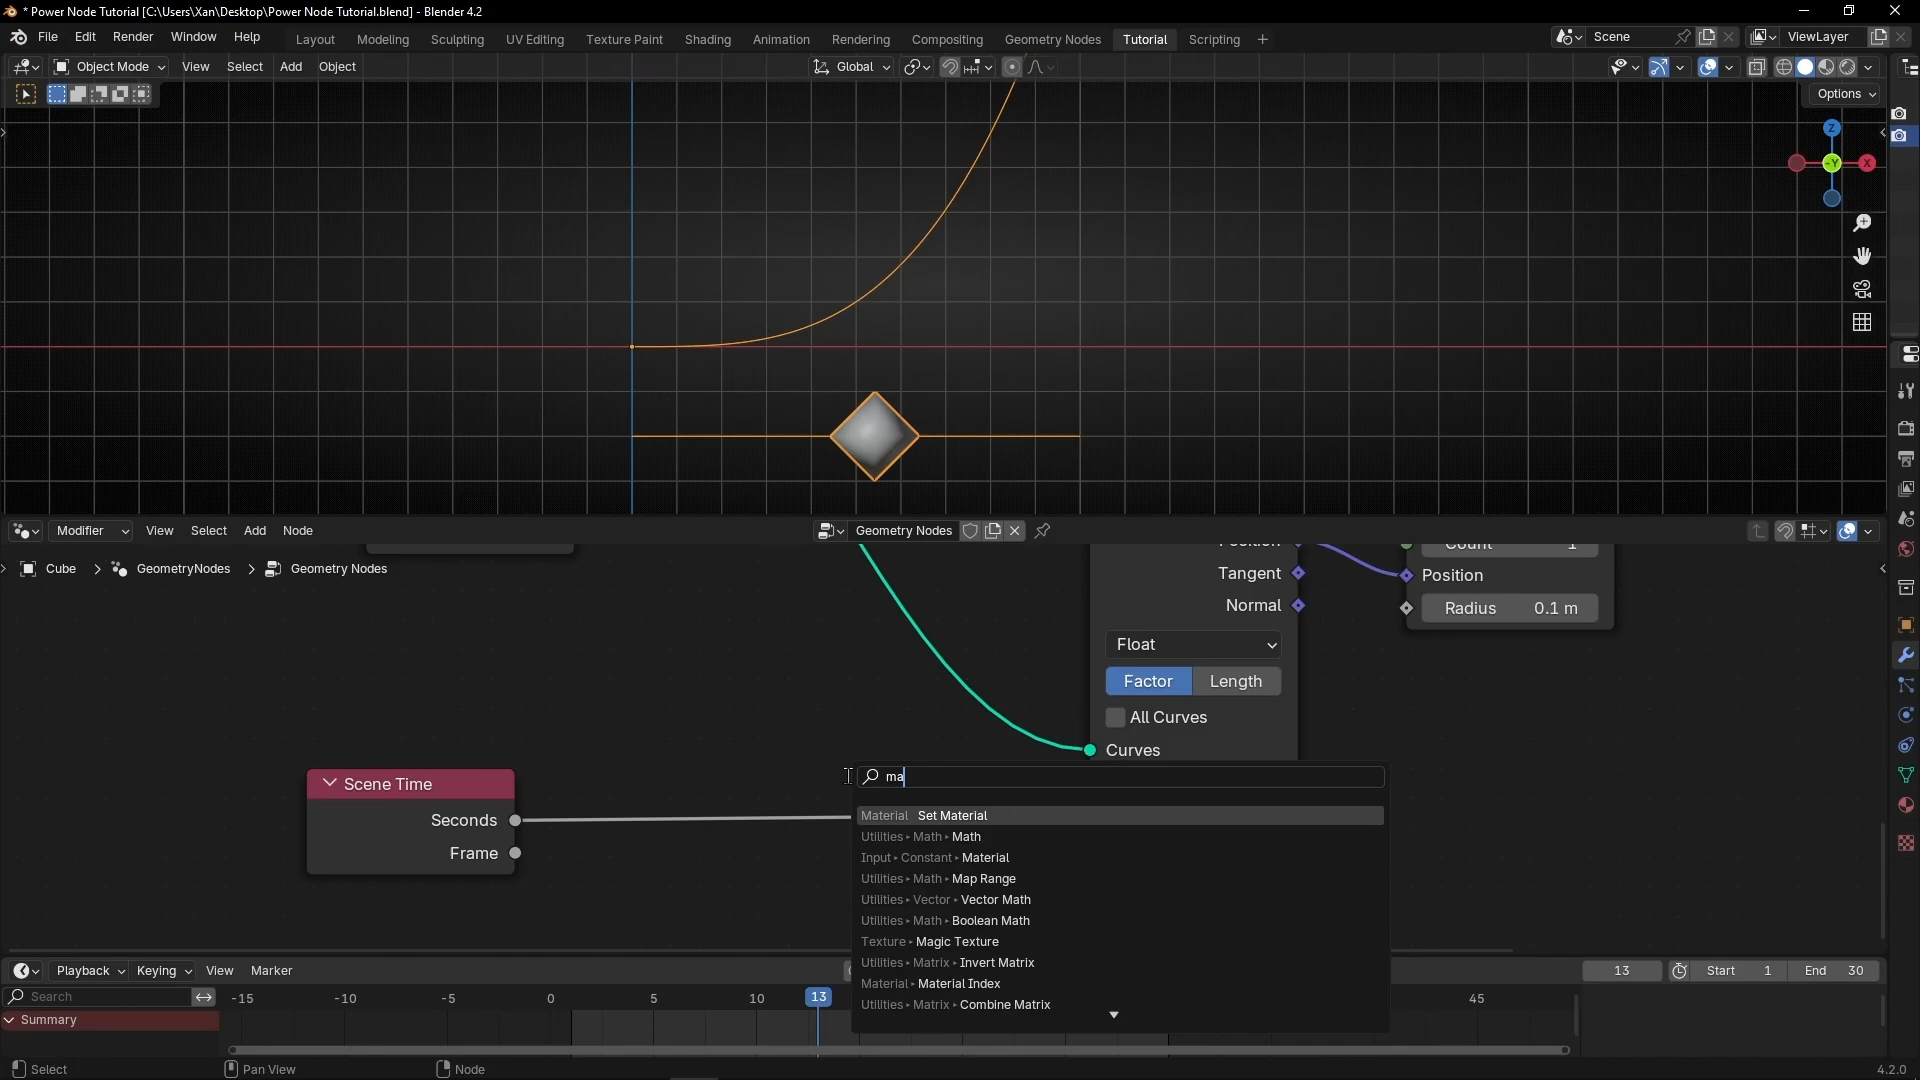 * Power Node Tutorial [C:\Users\Xan\Desktop\Power Node Tutorial.blend] - Blender 4.2
File Edit Render Window Help
Layout Modeling Sculpting UV Editing Texture Paint Shading Animation Rendering Compositing Geometry Nodes Tutorial Scripting +
Scene
ViewLayer
Object Mode View Select Add Object
Global
Options
Z
-Y
X
Modifier View Select Add Node
Geometry Nodes
Cube > GeometryNodes > Geometry Nodes
Position
Tangent
Normal
Float
Factor Length
All Curves
Curves
Count 1
Position
Radius 0.1 m
Scene Time
Seconds
Frame
ma
Material Set Material
Utilities ▸ Math ▸ Math
Input ▸ Constant ▸ Material
Utilities ▸ Math ▸ Map Range
Utilities ▸ Vector ▸ Vector Math
Utilities ▸ Math ▸ Boolean Math
Texture ▸ Magic Texture
Utilities ▸ Matrix ▸ Invert Matrix
Material ▸ Material Index
Utilities ▸ Matrix ▸ Combine Matrix
Playback Keying View Marker
13 Start 1 End 30
Search
-15 -10 -5 0 5 10 13 45
Summary
Select Pan View Node
4.2.0